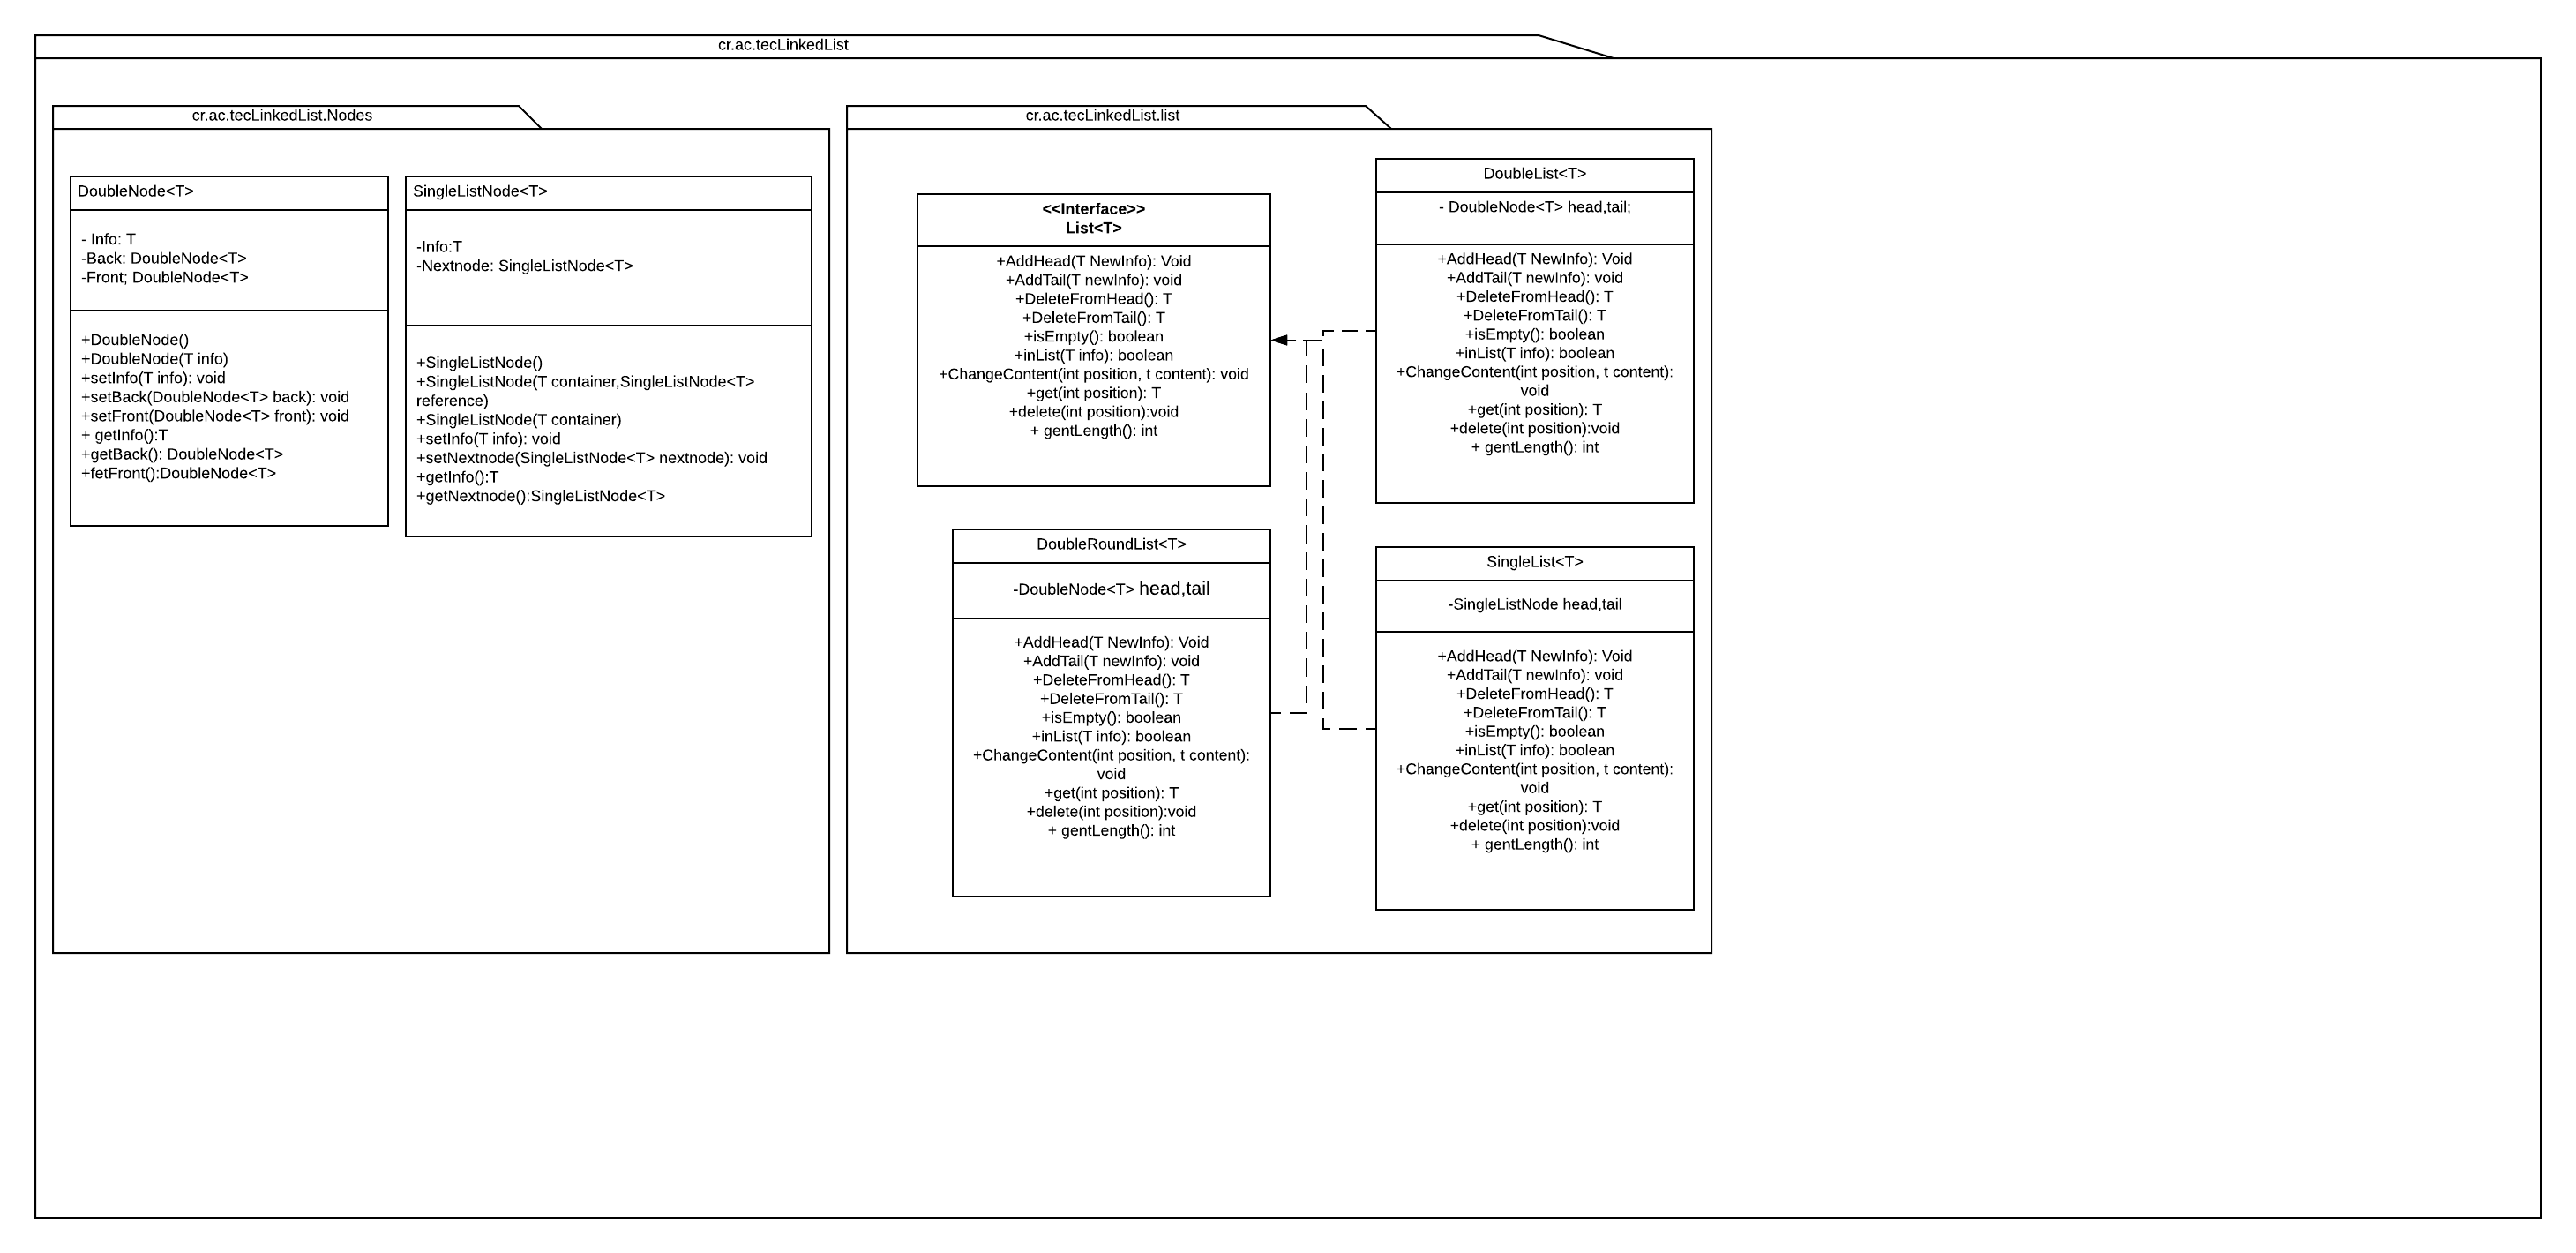 cr.ac.tecLinkedList
cr.ac.tecLinkedList.Nodes
DoubleNode<T>
- Info: T
-Back: DoubleNode<T>
-Front; DoubleNode<T>
+DoubleNode()
+DoubleNode(T info)
+setInfo(T info): void
+setBack(DoubleNode<T> back): void
+setFront(DoubleNode<T> front): void
+ getInfo():T
+getBack(): DoubleNode<T>
+fetFront():DoubleNode<T>
SingleListNode<T>
-Info:T
-Nextnode: SingleListNode<T>
+SingleListNode()
+SingleListNode(T container,SingleListNode<T>
reference)
+SingleListNode(T container)
+setInfo(T info): void
+setNextnode(SingleListNode<T> nextnode): void
+getInfo():T
+getNextnode():SingleListNode<T>
cr.ac.tecLinkedList.list
<<Interface>>
List<T>
+AddHead(T NewInfo): Void
+AddTail(T newInfo): void
+DeleteFromHead(): T
+DeleteFromTail(): T
+isEmpty(): boolean
+inList(T info): boolean
+ChangeContent(int position, t content): void
+get(int position): T
+delete(int position):void
+ gentLength(): int
DoubleList<T>
- DoubleNode<T> head,tail;
+AddHead(T NewInfo): Void
+AddTail(T newInfo): void
+DeleteFromHead(): T
+DeleteFromTail(): T
+isEmpty(): boolean
+inList(T info): boolean
+ChangeContent(int position, t content):
void
+get(int position): T
+delete(int position):void
+ gentLength(): int
DoubleRoundList<T>
-DoubleNode<T> head,tail
+AddHead(T NewInfo): Void
+AddTail(T newInfo): void
+DeleteFromHead(): T
+DeleteFromTail(): T
+isEmpty(): boolean
+inList(T info): boolean
+ChangeContent(int position, t content):
void
+get(int position): T
+delete(int position):void
+ gentLength(): int
SingleList<T>
-SingleListNode head,tail
+AddHead(T NewInfo): Void
+AddTail(T newInfo): void
+DeleteFromHead(): T
+DeleteFromTail(): T
+isEmpty(): boolean
+inList(T info): boolean
+ChangeContent(int position, t content):
void
+get(int position): T
+delete(int position):void
+ gentLength(): int